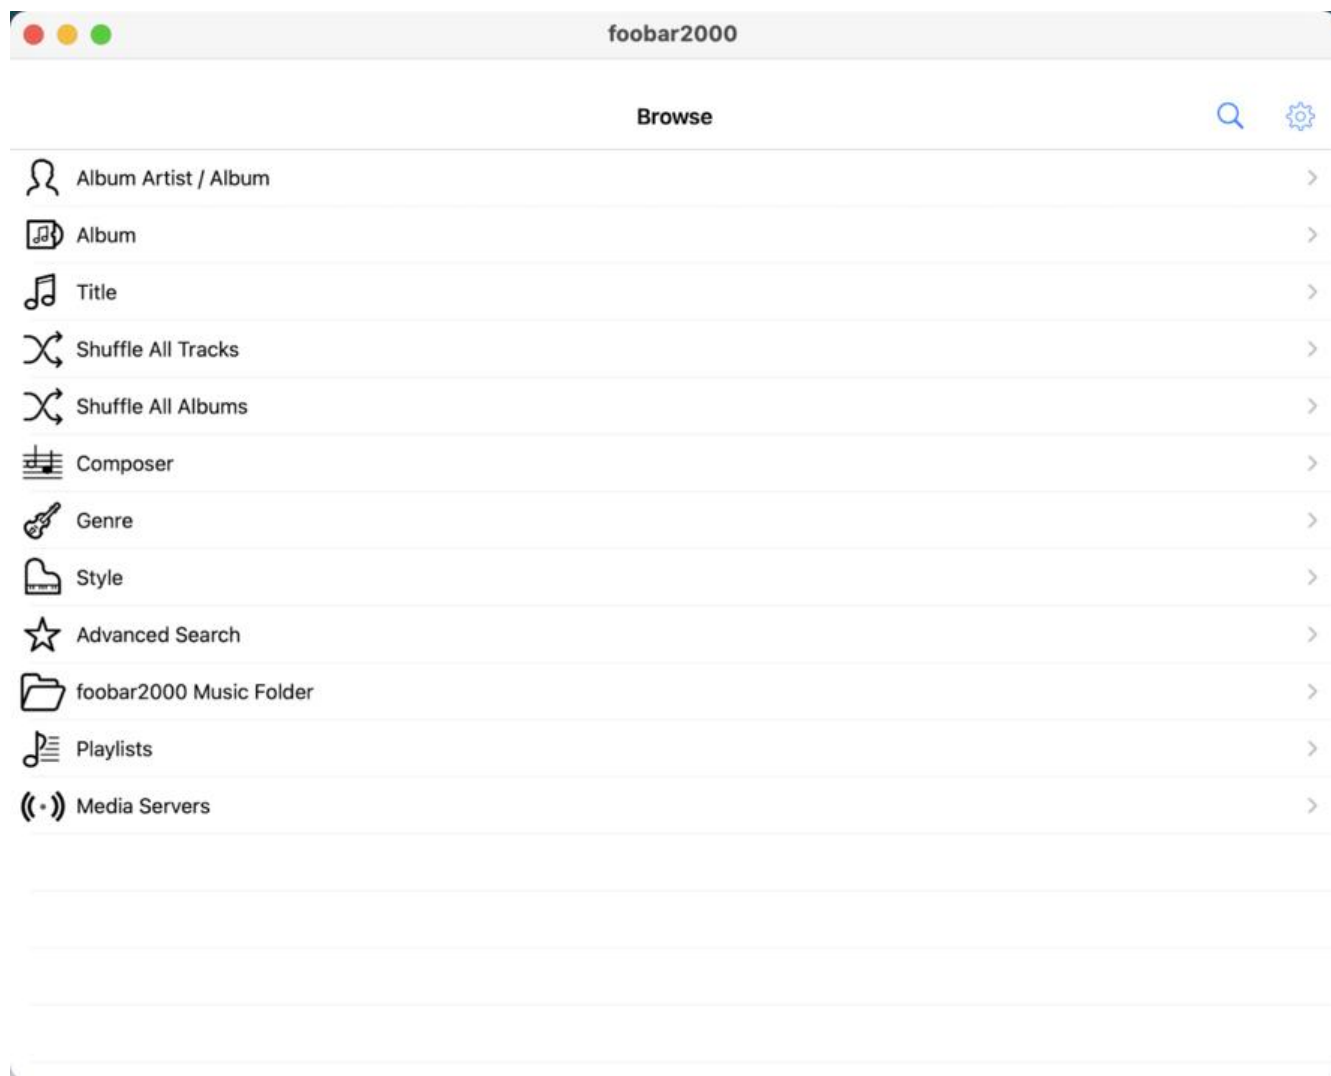 foobar2000
Browse
Album Artist / Album
Album
Title
Shuffle All Tracks
Shuffle All Albums
Composer
Genre
Style
Advanced Search
foobar2000 Music Folder
Playlists
Media Servers